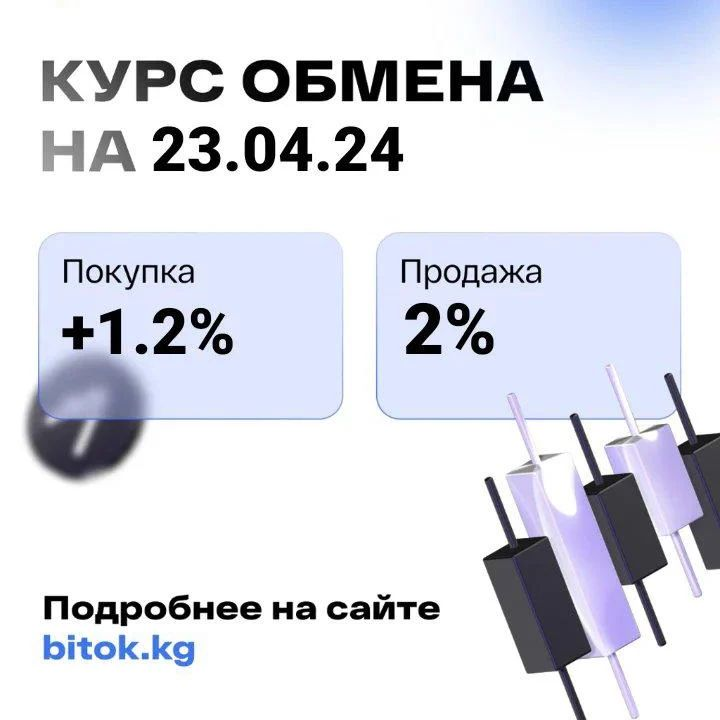 КУРС ОБМЕНА
НА 23.04.24
Покупка
+1.2%
Продажа
2%
Подробнее на сайте
bitok.kg